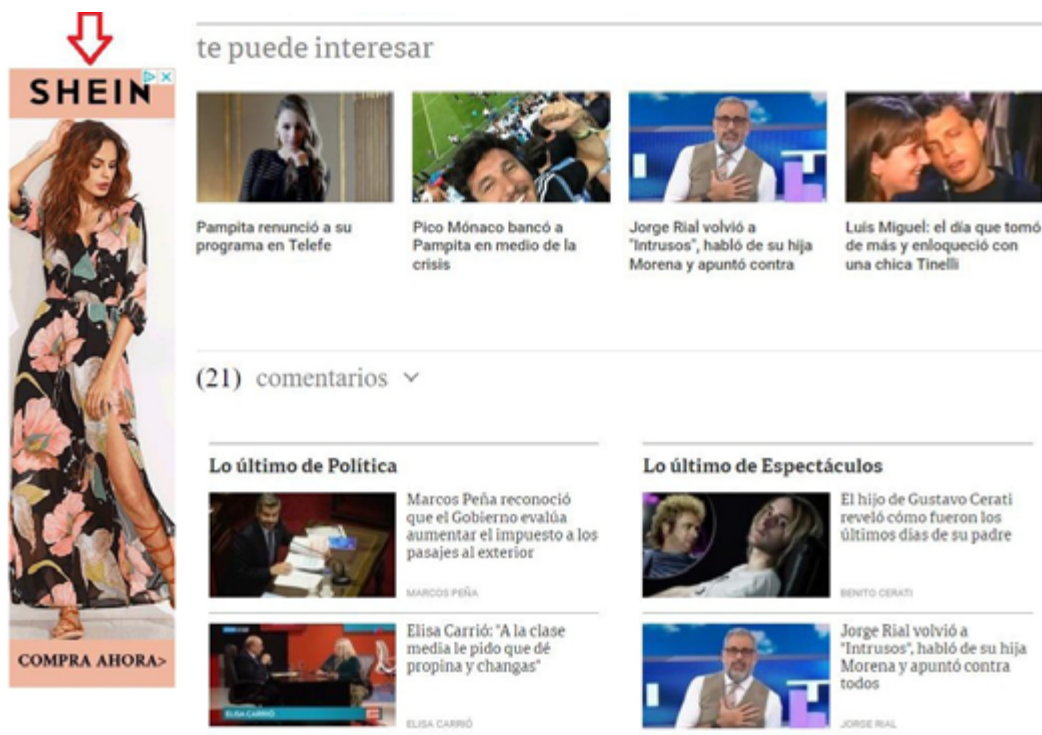 SHEIN
COMPRA AHORA>
te puede interesar
Pampita renunció a su
programa en Telefe
Pico Mónaco bancó a
Pampita en medio de la
crisis
Jorge Rial volvió a
"Intrusos", habló de su hija
Morena y apuntó contra
Luis Miguel: el día que tomó
de más y enloqueció con
una chica Tinelli
(21) comentarios
Lo último de Política
Marcos Peña reconoció
que el Gobierno evalúa
aumentar el impuesto a los
pasajes al exterior
MARCOS PEÑA
Elisa Carrió: "A la clase
media le pido que dé
propina y changas"
ELISA CARRIÓ
ELISA CARRIÓ
Lo último de Espectáculos
El hijo de Gustavo Cerati
reveló cómo fueron los
últimos días de su padre
BENITO CERATI
Jorge Rial volvió a
"Intrusos", habló de su hija
Morena y apuntó contra
todos
JORGE RIAL